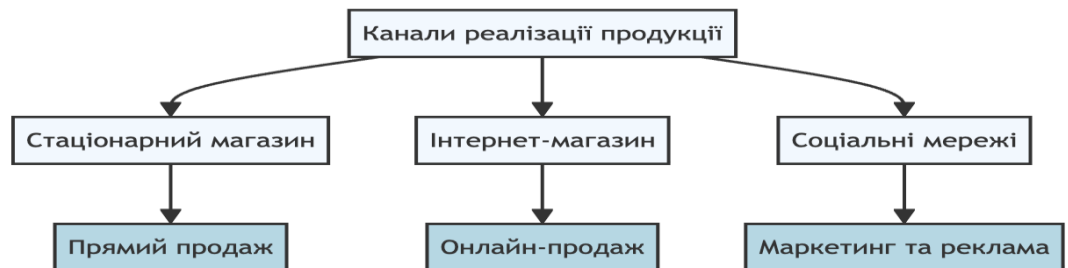 Канали реалізації продукції
Стаціонарний магазин
Інтернет-магазин
Соціальні мережі
Прямий продаж
Онлайн-продаж
Маркетинг та реклама